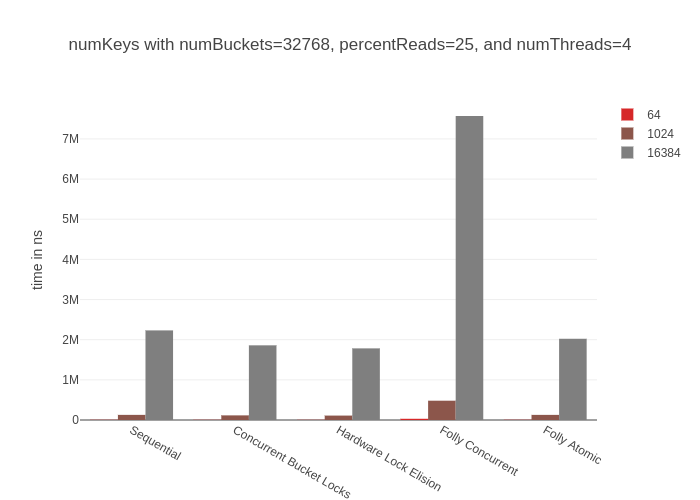 numKeys with numBuckets=32768, percentReads=25, and numThreads=4
64
1024
16384
7M
6M
5M
4M
3M
2M
1M
0
time in ns
Sequential
Concurrent Bucket Locks
Hardware Lock Elision
Folly Concurrent
Folly Atomic